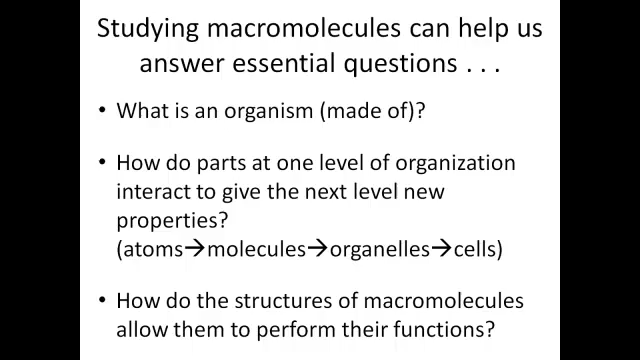 Studying macromolecules can help us
answer essential questions . . .
• What is an organism (made of)?
• How do parts at one level of organization
interact to give the next level new
properties?
(atoms→molecules→organelles→cells)
• How do the structures of macromolecules
allow them to perform their functions?